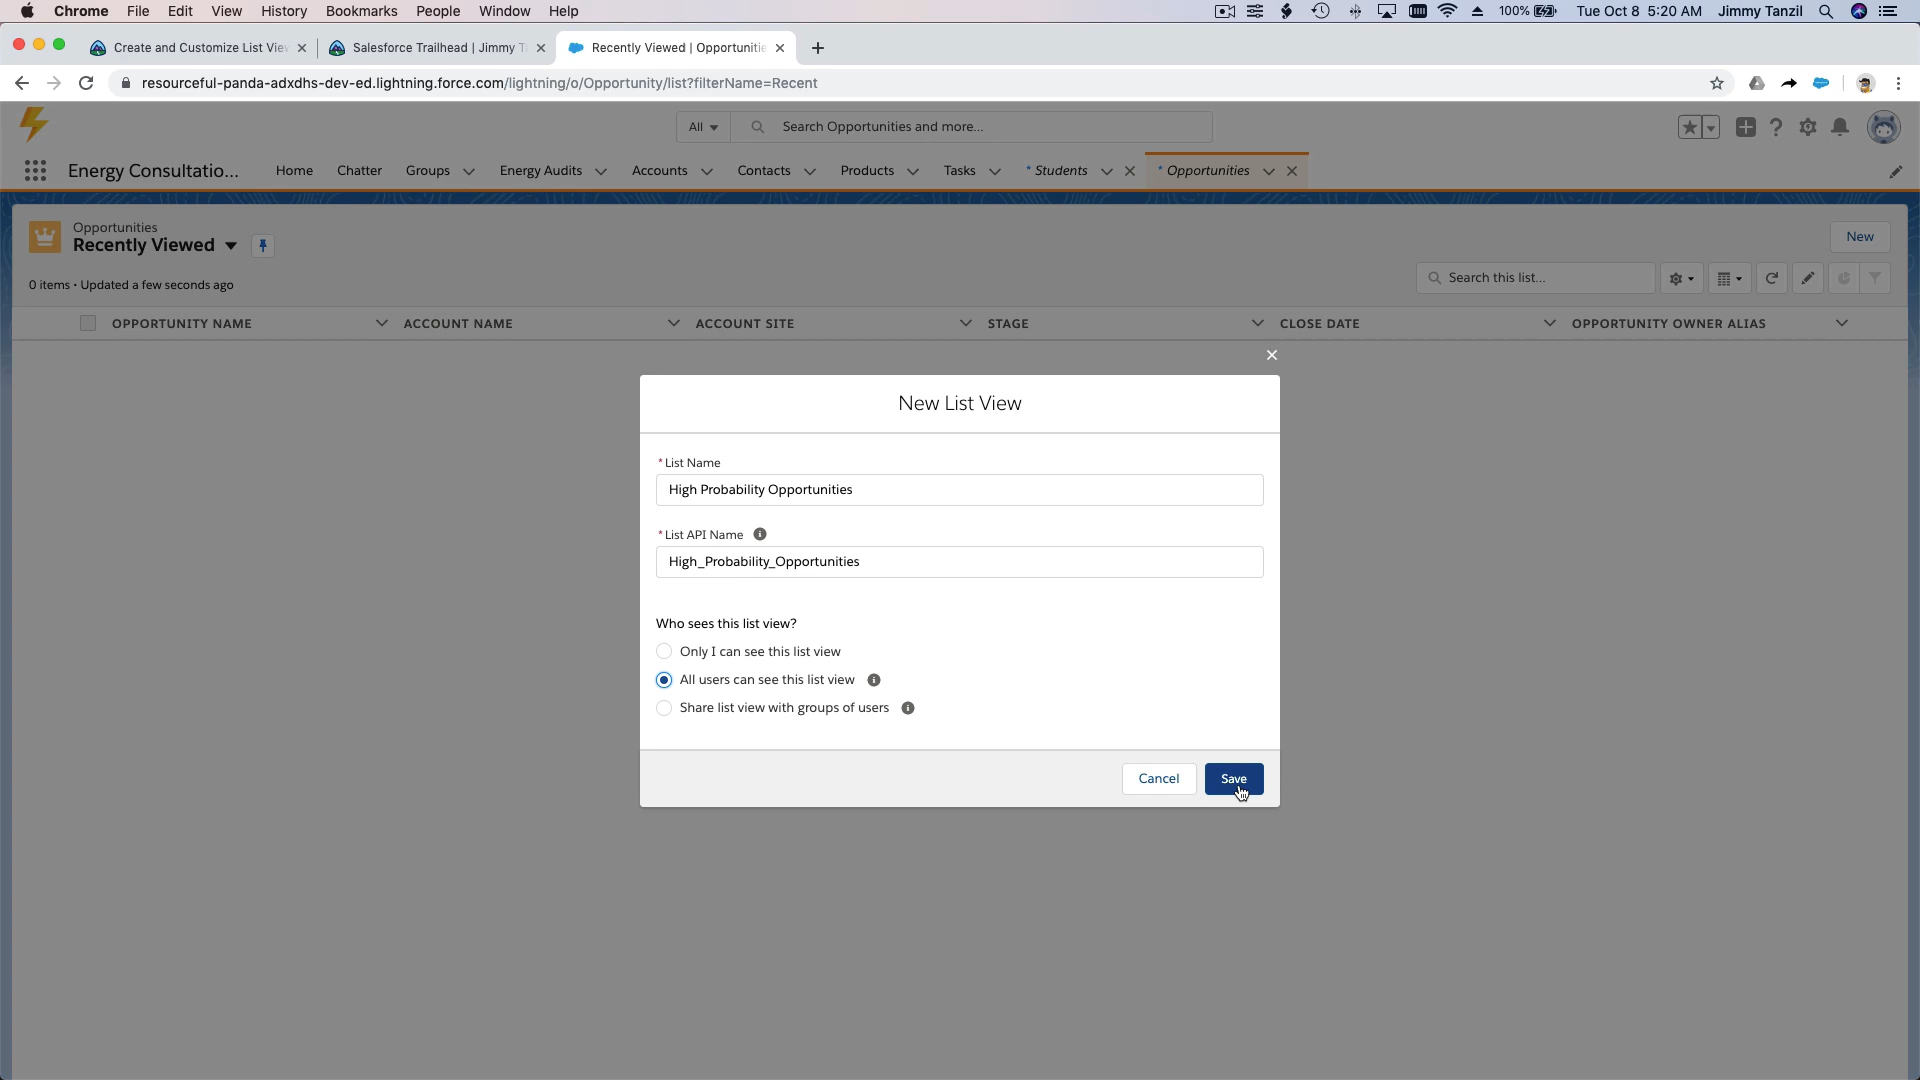 Chrome File Edit View History Bookmarks People Window Help 100% Tue Oct 8 5:20 AM Jimmy Tanzil
Create and Customize List Vie Salesforce Trailhead | Jimmy T Recently Viewed | Opportunitie
resourceful-panda-adxdhs-dev-ed.lightning.force.com/lightning/o/Opportunity/list?filterName=Recent
All Search Opportunities and more...
Energy Consultatio... Home Chatter Groups Energy Audits Accounts Contacts Products Tasks * Students * Opportunities
Opportunities
Recently Viewed New
0 items • Updated a few seconds ago Search this list...
OPPORTUNITY NAME ACCOUNT NAME ACCOUNT SITE STAGE CLOSE DATE OPPORTUNITY OWNER ALIAS
New List View
* List Name
High Probability Opportunities
* List API Name
High_Probability_Opportunities
Who sees this list view?
Only I can see this list view
All users can see this list view
Share list view with groups of users
Cancel Save